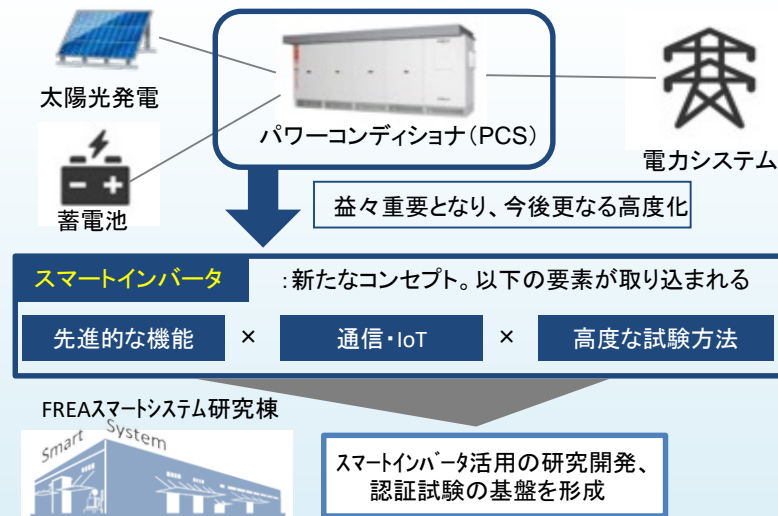 太陽光発電
パワーコンディショナ(PCS)
電力システム
蓄電池
益々重要となり、今後更なる高度化
スマートインバータ :新たなコンセプト。以下の要素が取り込まれる
先進的な機能 × 通信・IoT × 高度な試験方法
FREAスマートシステム研究棟
Smart System
スマートインバータ活用の研究開発、
認証試験の基盤を形成